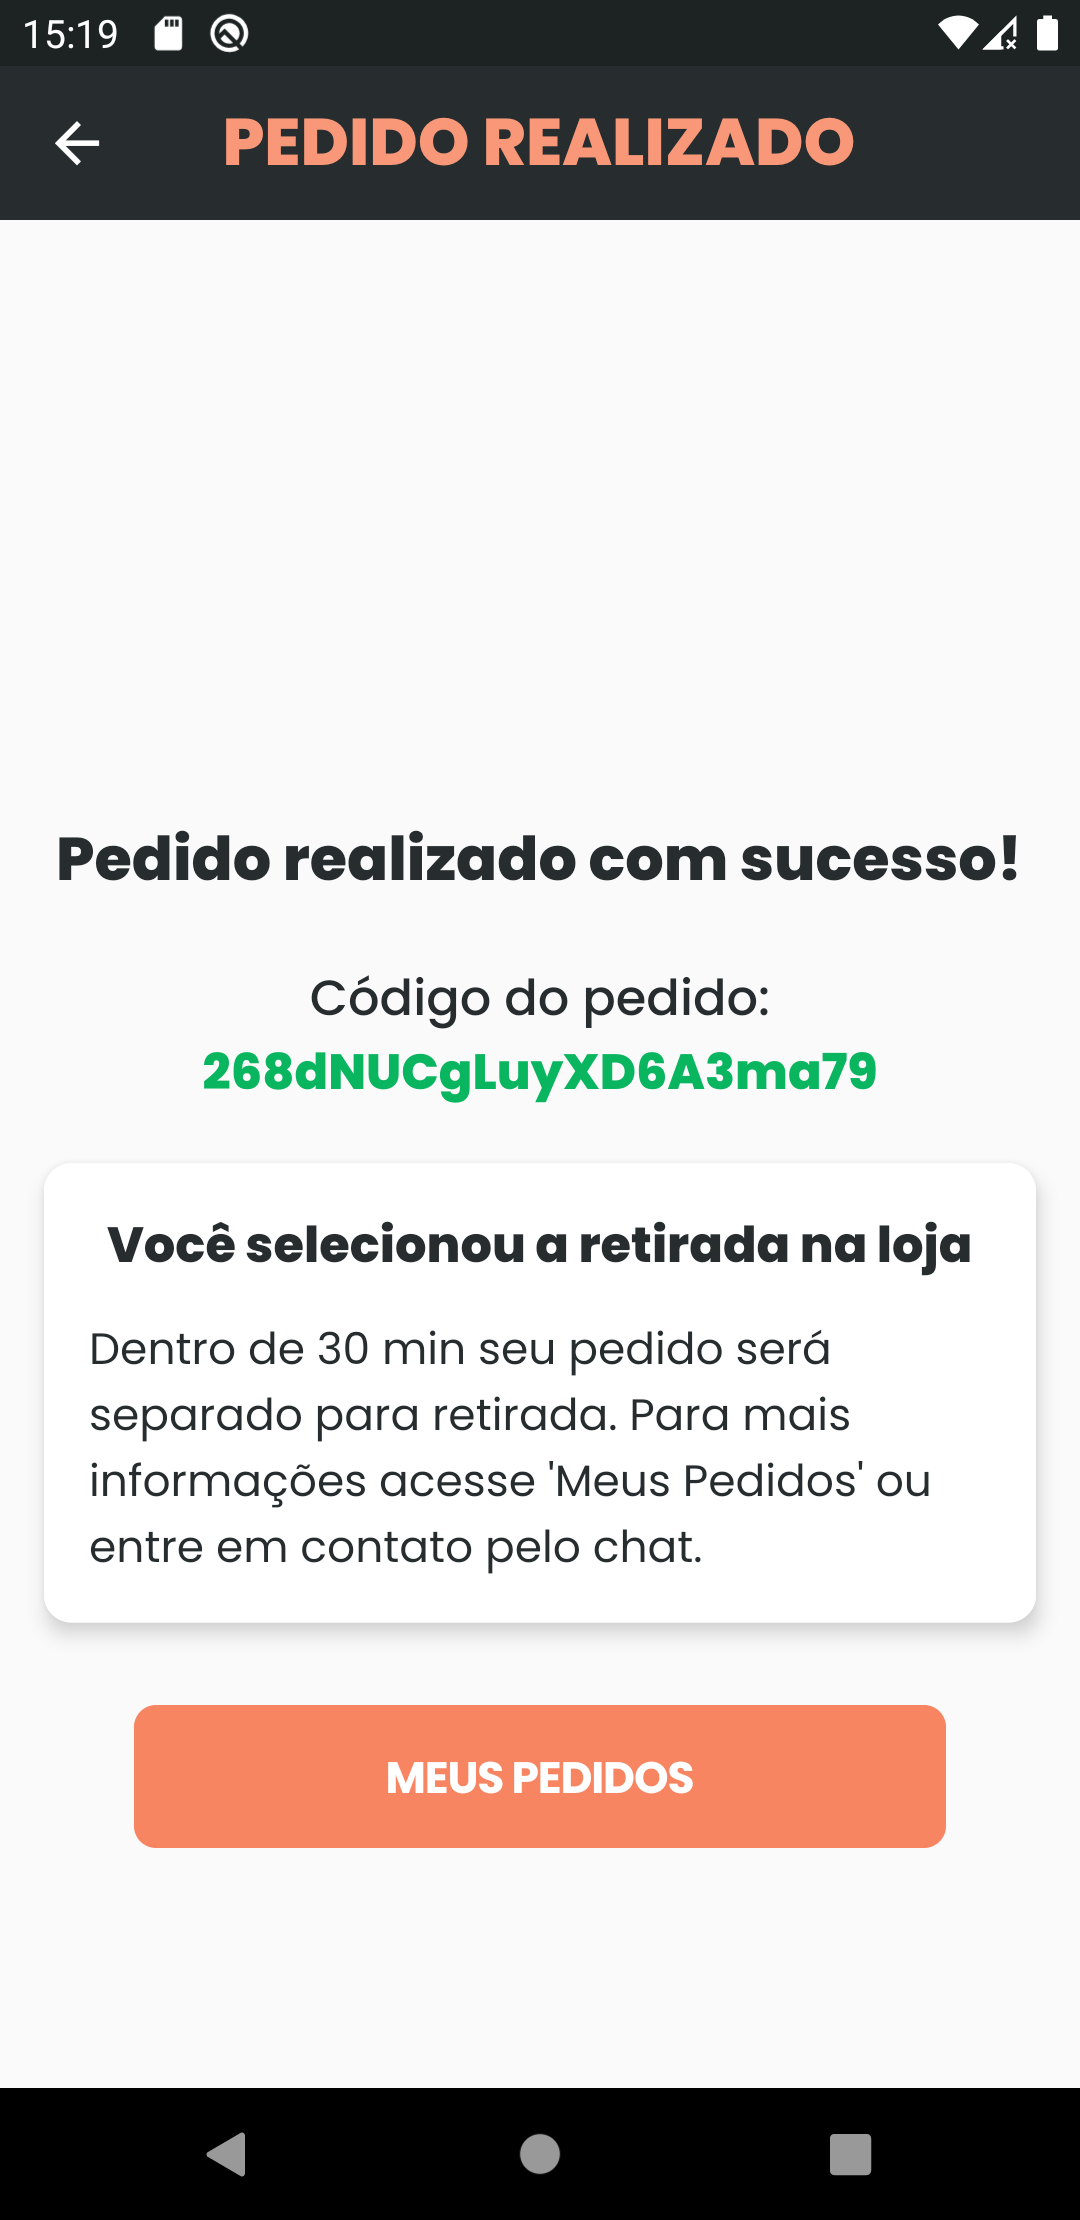 15:19
PEDIDO REALIZADO
Pedido realizado com sucesso!
Código do pedido:
268dNUCgLuyXD6A3ma79
Você selecionou a retirada na loja
Dentro de 30 min seu pedido será
separado para retirada. Para mais
informações acesse 'Meus Pedidos' ou
entre em contato pelo chat.
MEUS PEDIDOS